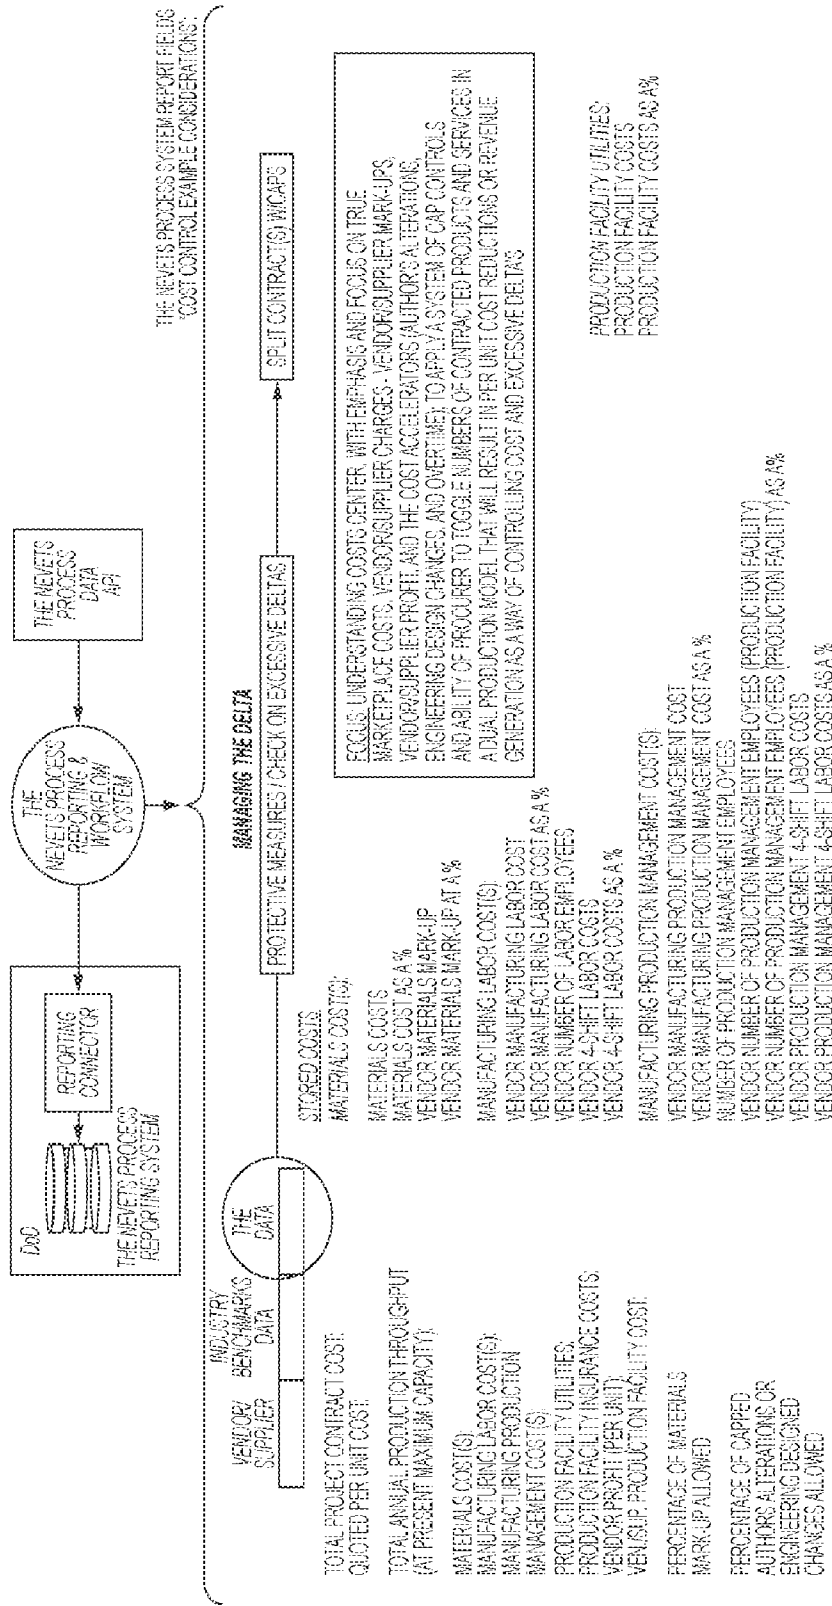 THE NEVETS PROCESS SYSTEM REPORT FIELDS
*COST CONTROL EXAMPLE CONSIDERATIONS:
DoD
THE NEVETS PROCESS
REPORTING SYSTEM
REPORTING
CONNECTOR
THE
NEVETS PROCESS
REPORTING &
WORKFLOW
SYSTEM
THE NEVETS
PROCESS
DATA
API
MANAGING THE DELTA
VENDOR/
SUPPLIER
INDUSTRY
BENCHMARKS
DATA
THE
DATA
PROTECTIVE MEASURES / CHECK ON EXCESSIVE DELTAS
SPLIT CONTRACT(S) W/CAPS
TOTAL PROJECT CONTRACT COST:
QUOTED PER UNIT COST:
TOTAL ANNUAL PRODUCTION THROUGHPUT
(AT PRESENT MAXIMUM CAPACITY):
MATERIALS COST(S):
MANUFACTURING LABOR COST(S):
MANUFACTURING PRODUCTION
MANAGEMENT COST(S):
PRODUCTION FACILITY UTILITIES:
PRODUCTION FACILITY INSURANCE COSTS:
VENDOR PROFIT (PER UNIT):
VEN./SUP. PRODUCTION FACILITY COST:
PERCENTAGE OF MATERIALS
MARK-UP ALLOWED
PERCENTAGE OF CAPPED
AUTHORS ALTERATIONS OR
ENGINEERING DESIGNED
CHANGES ALLOWED
STORED COSTS:
MATERIALS COST(S):
MATERIALS COSTS
MATERIALS COST AS A %
VENDOR MATERIALS MARK-UP
VENDOR MATERIALS MARK-UP AT A %
MANUFACTURING LABOR COST(S):
VENDOR MANUFACTURING LABOR COST
VENDOR MANUFACTURING LABOR COST AS A %
VENDOR NUMBER OF LABOR EMPLOYEES
VENDOR 4-SHIFT LABOR COSTS
VENDOR 4-SHIFT LABOR COSTS AS A %
MANUFACTURING PRODUCTION MANAGEMENT COST(S):
VENDOR MANUFACTURING PRODUCTION MANAGEMENT COST
VENDOR MANUFACTURING PRODUCTION MANAGEMENT COST AS A %
NUMBER OF PRODUCTION MANAGEMENT EMPLOYEES
VENDOR NUMBER OF PRODUCTION MANAGEMENT EMPLOYEES (PRODUCTION FACILITY)
VENDOR NUMBER OF PRODUCTION MANAGEMENT EMPLOYEES (PRODUCTION FACILITY) AS A %
VENDOR PRODUCTION MANAGEMENT 4-SHIFT LABOR COSTS
VENDOR PRODUCTION MANAGEMENT 4-SHIFT LABOR COSTS AS A %
FOCUS: UNDERSTANDING COSTS CENTER, WITH EMPHASIS AND FOCUS ON TRUE
MARKETPLACE COSTS, VENDOR/SUPPLIER CHARGES - VENDOR/SUPPLIER MARK-UPS,
VENDOR/SUPPLIER PROFIT, AND THE COST ACCELERATORS (AUTHOR'S ALTERATIONS,
ENGINEERING DESIGN CHANGES, AND OVERTIME); TO APPLY A SYSTEM OF CAP CONTROLS
AND ABILITY OF PROCURER TO TOGGLE NUMBERS OF CONTRACTED PRODUCTS AND SERVICES IN
A DUAL PRODUCTION MODEL THAT WILL RESULT IN PER UNIT COST REDUCTIONS OR REVENUE
GENERATION AS A WAY OF CONTROLLING COST AND EXCESSIVE DELTA'S
PRODUCTION FACILITY UTILITIES:
PRODUCTION FACILITY COSTS
PRODUCTION FACILITY COSTS AS A %